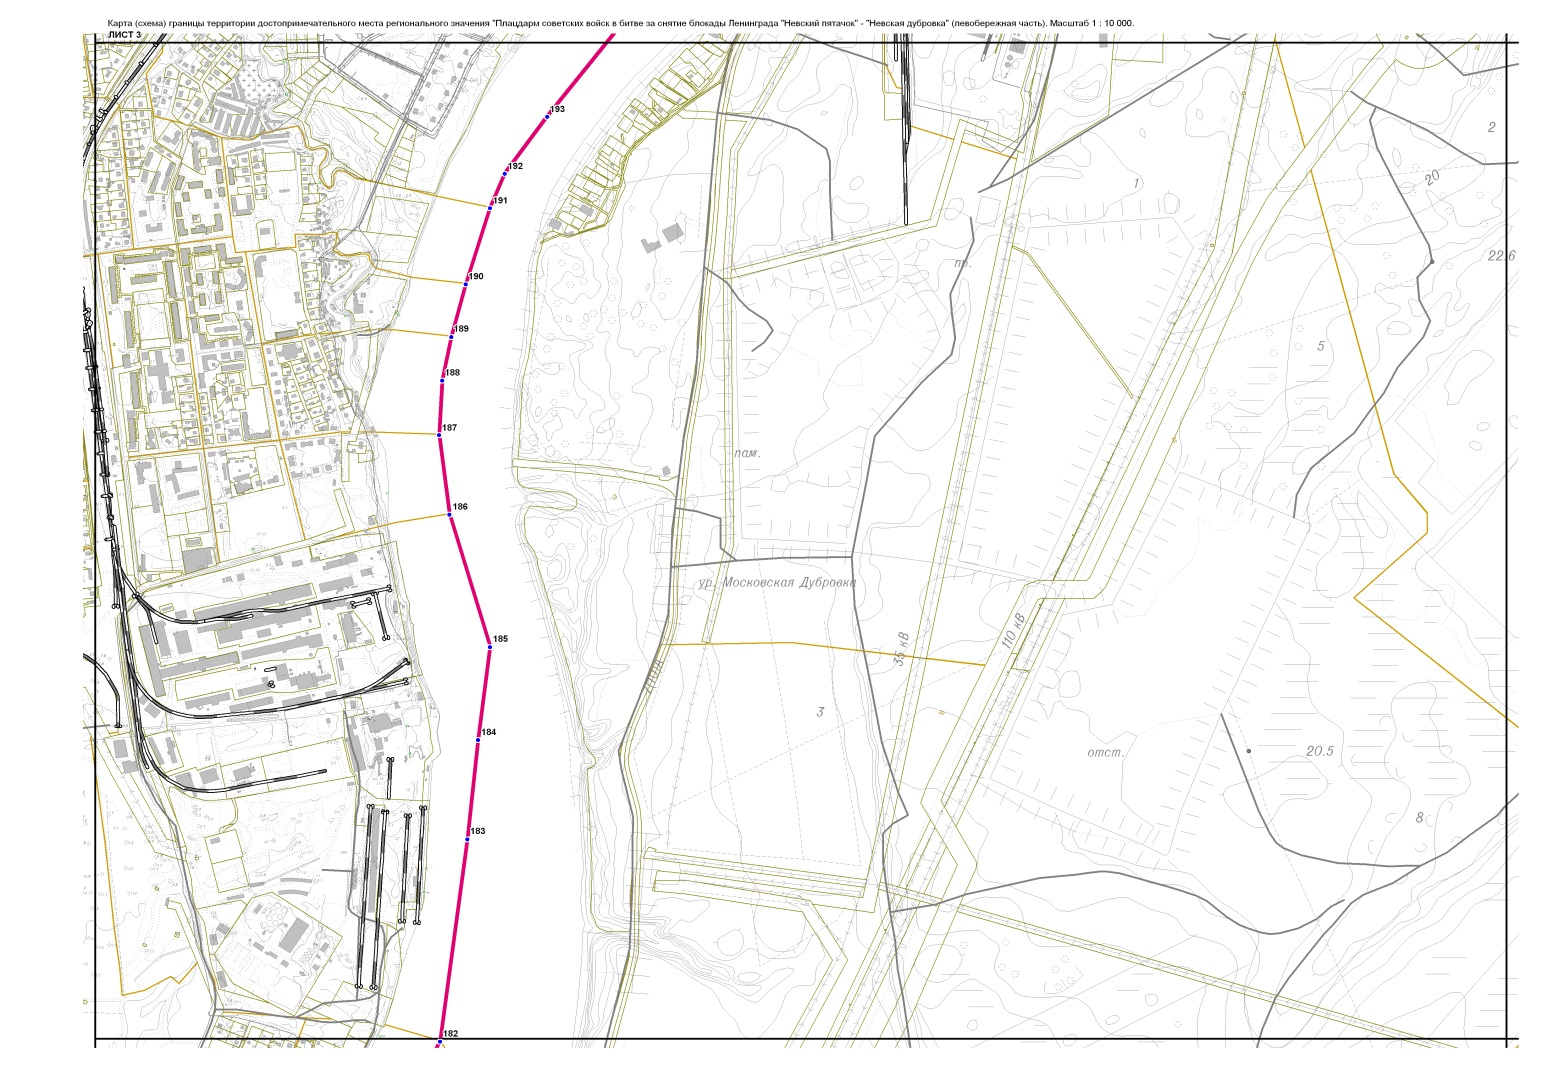 Карта (схема) границы территории достопримечательного места регионального значения "Плацдарм советских войск в битве за снятие блокады Ленинграда "Невский пятачок" - "Невская дубровка" (левобережная часть). Масштаб 1 : 10 000.
ЛИСТ 3
193
2
192
20
1
191
22.6
пр.
190
189
5
188
187
пам.
186
ур. Московская Дубровка
110 кВ
185
35 кВ
3
184
отст.
20.5
8
183
182